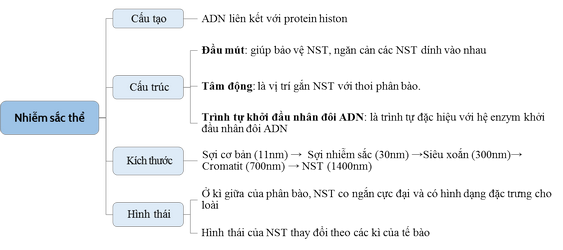 Nhiễm sắc thể
Cấu tạo
ADN liên kết với protein histon
Cấu trúc
Đầu mút: giúp bảo vệ NST, ngăn cản các NST dính vào nhau
Tâm động: là vị trí gắn NST với thoi phân bào.
Trình tự khởi đầu nhân đôi ADN: là trình tự đặc hiệu với hệ enzym khởi
đầu nhân đôi ADN
Kích thước
Sợi cơ bản (11nm) → Sợi nhiễm sắc (30nm) →Siêu xoắn (300nm)→
Cromatit (700nm) → NST (1400nm)
Hình thái
Ở kì giữa của phân bào, NST co ngắn cực đại và có hình dạng đặc trưng cho
loài
Hình thái của NST thay đổi theo các kì của tế bào